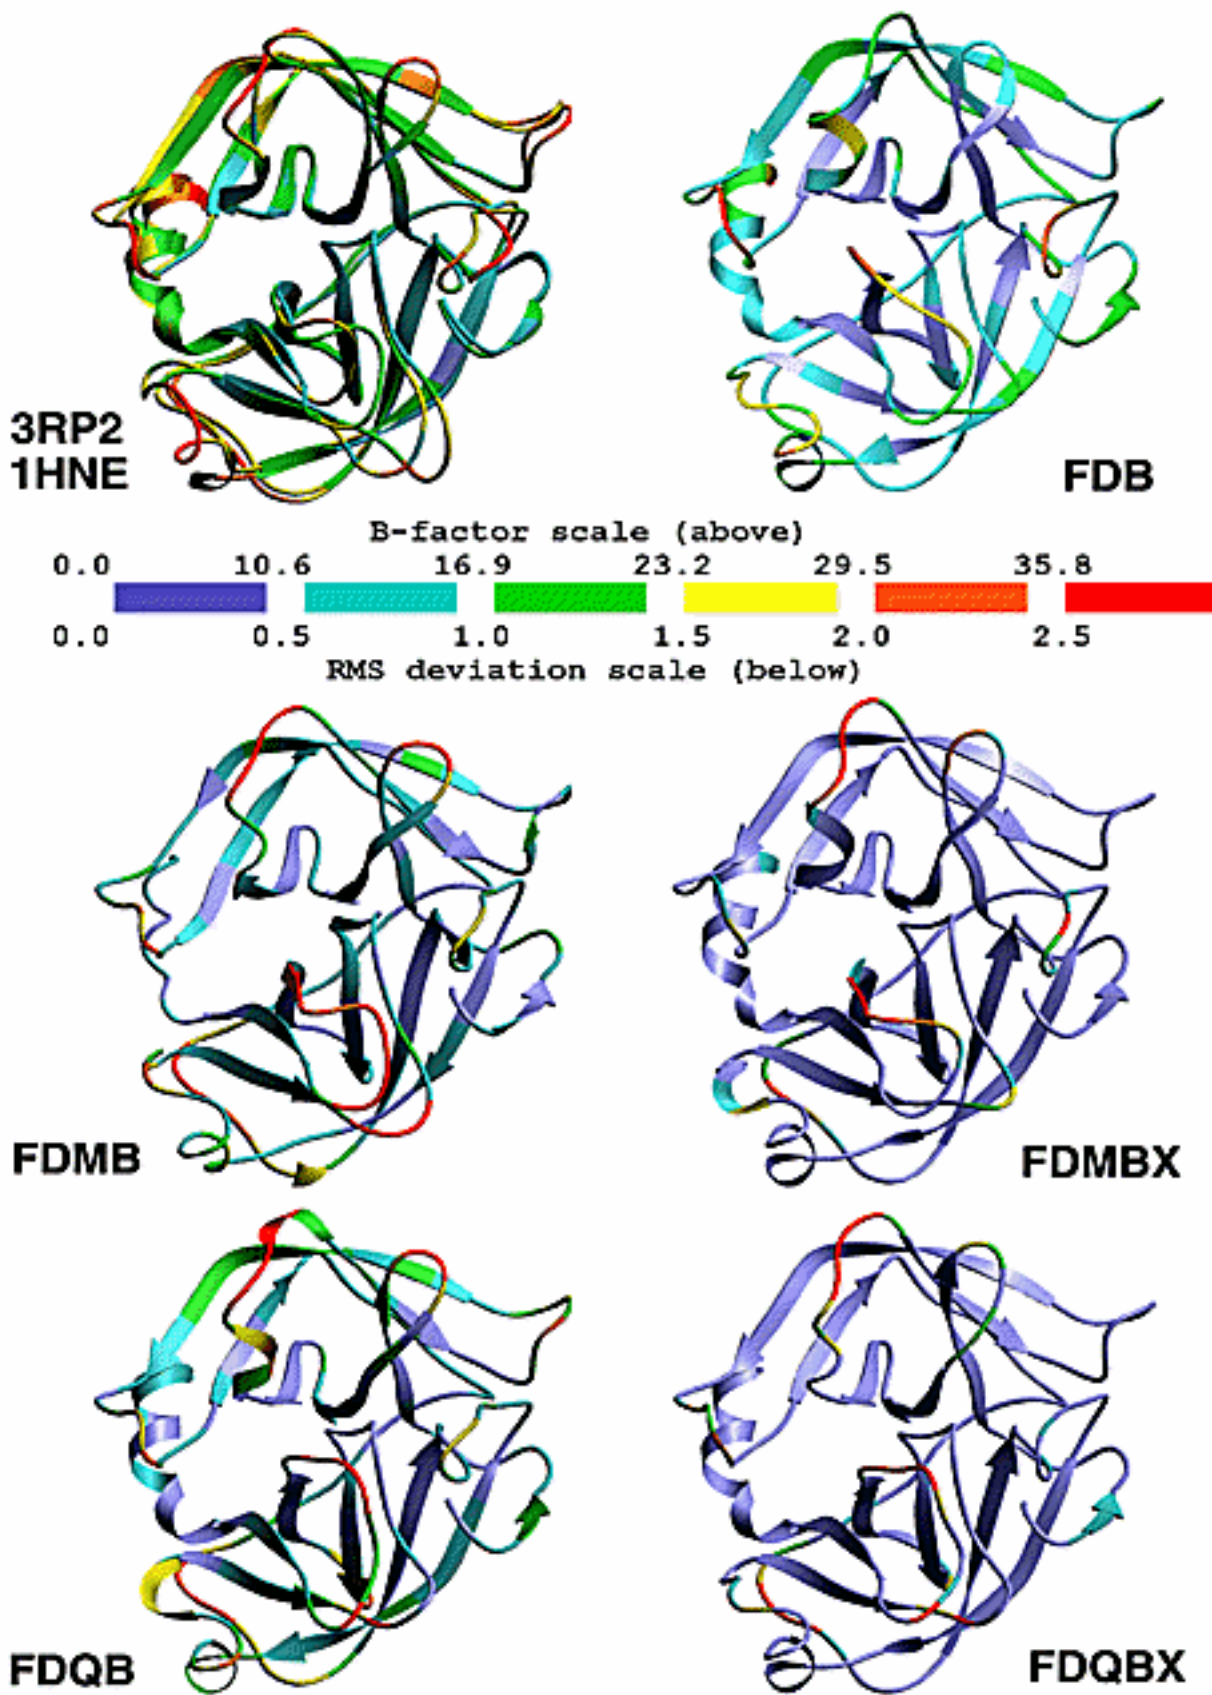 3RP2
1HNE
FDB
B-factor scale (above)
0.0 10.6 16.9 23.2 29.5 35.8
0.0 0.5 1.0 1.5 2.0 2.5
RMS deviation scale (below)
FDMB
FDMBX
FDQB
FDQBX